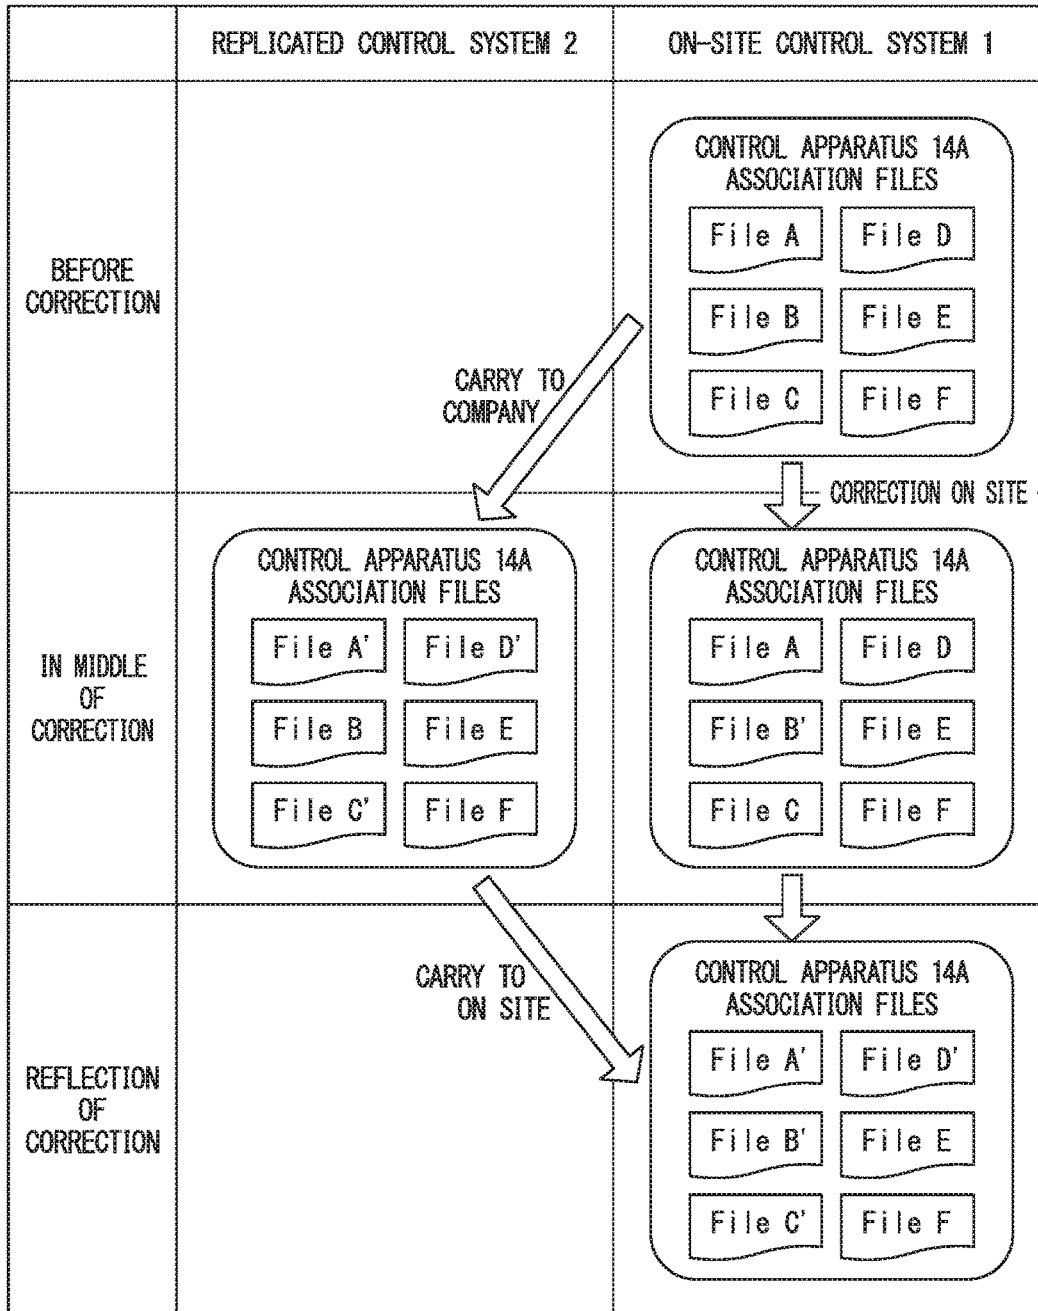 REPLICATED CONTROL SYSTEM 2
ON-SITE CONTROL SYSTEM 1
BEFORE
CORRECTION
CONTROL APPARATUS 14A
ASSOCIATION FILES
File A
File D
File B
File E
File C
File F
CARRY TO
COMPANY
CORRECTION ON SITE
IN MIDDLE
OF
CORRECTION
CONTROL APPARATUS 14A
ASSOCIATION FILES
File A'
File D'
File B
File E
File C'
File F
CONTROL APPARATUS 14A
ASSOCIATION FILES
File A
File D
File B'
File E
File C
File F
CARRY TO
ON SITE
REFLECTION
OF
CORRECTION
CONTROL APPARATUS 14A
ASSOCIATION FILES
File A'
File D'
File B'
File E
File C'
File F